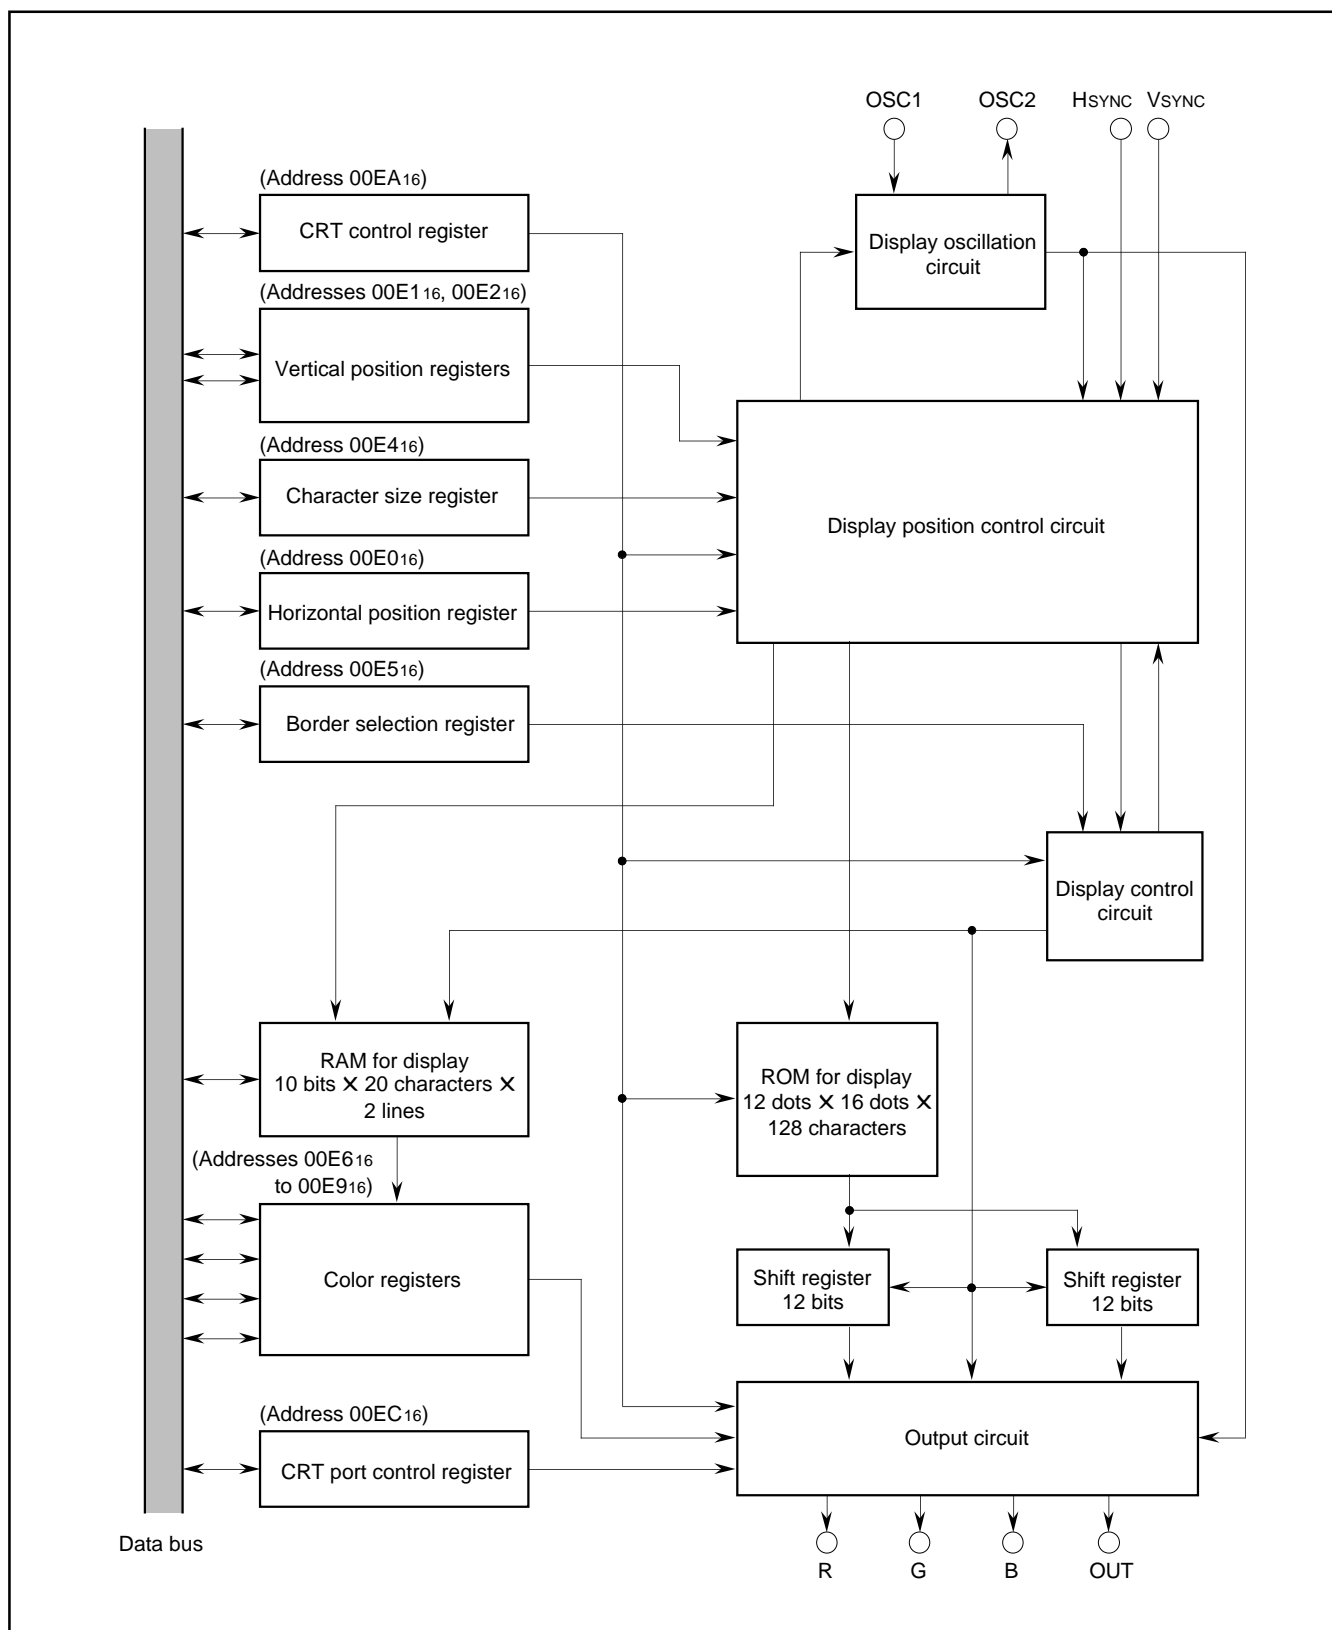 OSC1 OSC2 HSYNC VSYNC
(Address 00EA16)
CRT control register
Display oscillation
circuit
(Addresses 00E116, 00E216)
Vertical position registers
(Address 00E416)
Character size register
Display position control circuit
(Address 00E016)
Horizontal position register
(Address 00E516)
Border selection register
Display control
circuit
RAM for display
10 bits × 20 characters ×
2 lines
ROM for display
12 dots × 16 dots ×
128 characters
(Addresses 00E616
to 00E916)
Color registers
Shift register
12 bits
Shift register
12 bits
(Address 00EC16)
CRT port control register
Output circuit
Data bus
R G B OUT